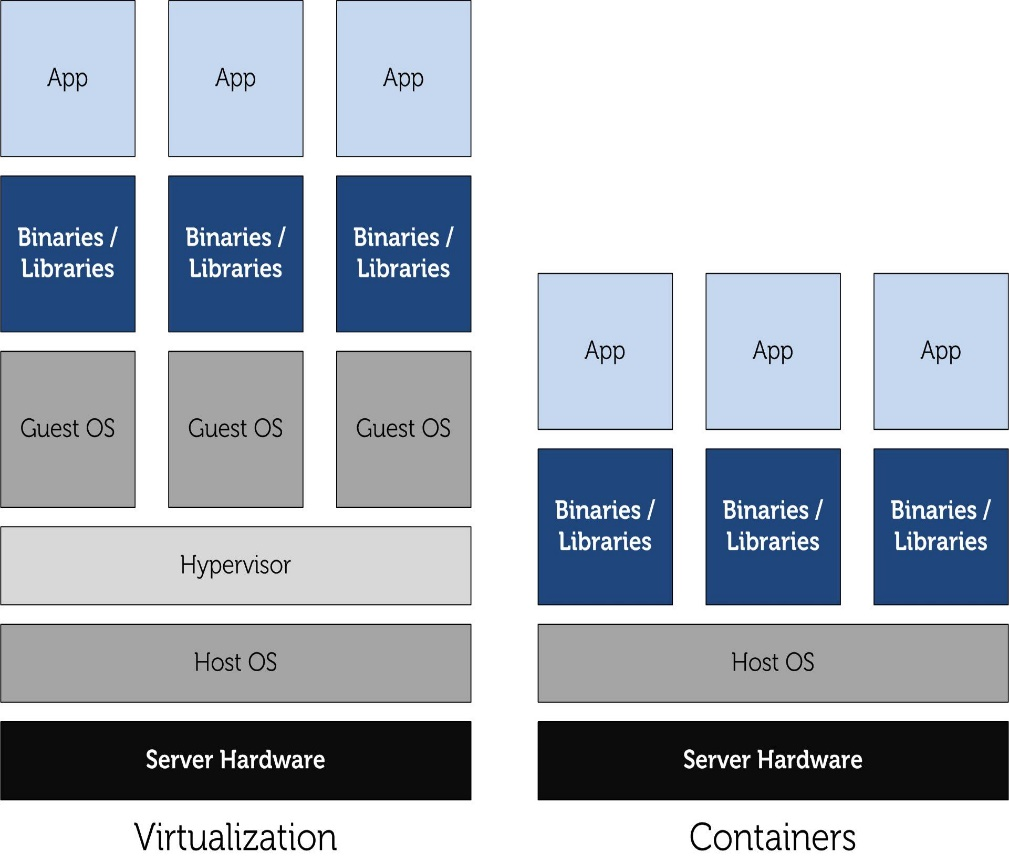 App
App
App
Binaries /
Libraries
Binaries /
Libraries
Binaries /
Libraries
Guest OS
Guest OS
Guest OS
Hypervisor
Host OS
Server Hardware
Virtualization
App
App
App
Binaries /
Libraries
Binaries /
Libraries
Binaries /
Libraries
Host OS
Server Hardware
Containers